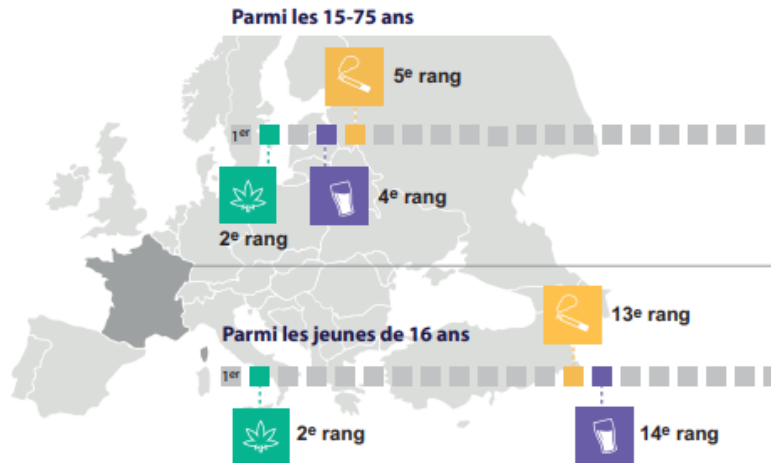 Parmi les 15-75 ans
5e rang
1er
4e rang
2e rang
13e rang
Parmi les jeunes de 16 ans
1er
2e rang
14e rang